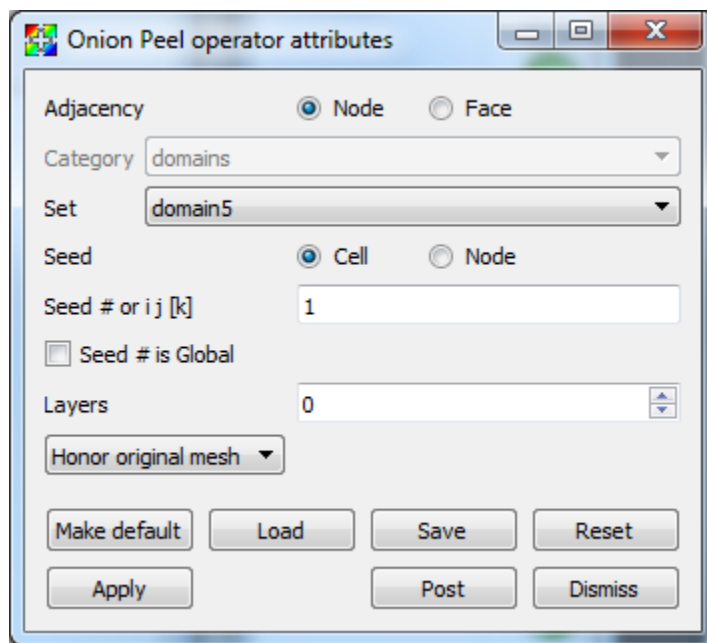 Onion Peel operator attributes
Adjacency Node Face
Category domains
Set domain5
Seed Cell Node
Seed # or i j [k] 1
Seed # is Global
Layers 0
Honor original mesh
Make default Load Save Reset
Apply Post Dismiss